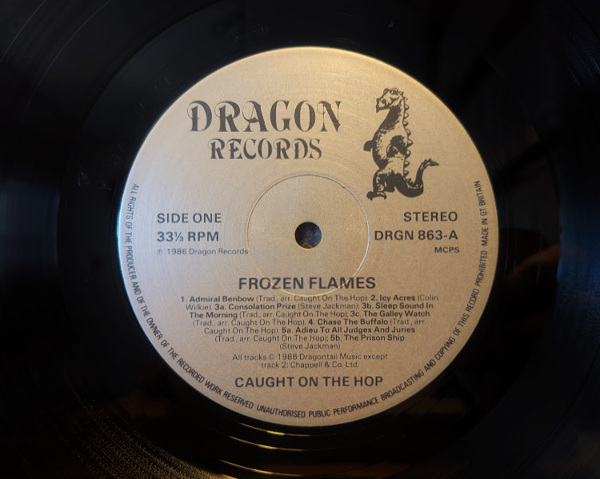 DRAGON
RECORDS
SIDE ONE
33⅓ RPM
℗ 1986 Dragon Records
STEREO
DRGN 863-A
MCPS
FROZEN FLAMES
1. Admiral Benbow (Trad., arr. Caught On The Hop) 2. Icy Acres (Colin
Wilkie) 3a. Consolation Prize (Steve Jackman); 3b. Sleep Sound In
The Morning (Trad., arr. Caught On The Hop); 3c. The Galley Watch
(Trad., arr. Caught On The Hop) 4. Chase The Buffalo (Trad., arr
Caught On The Hop) 5a. Adieu To All Judges And Juries
(Trad., arr. Caught On The Hop); 5b. The Prison Ship
(Steve Jackman)
All tracks © 1986 Dragontail Music except
track 2: Chappell & Co. Ltd.
CAUGHT ON THE HOP
ALL RIGHTS OF THE PRODUCER AND OF THE OWNER OF THE RECORDED WORK RESERVED. UNAUTHORISED PUBLIC PERFORMANCE BROADCASTING AND COPYING OF THIS RECORD PROHIBITED. MADE IN GT. BRITAIN